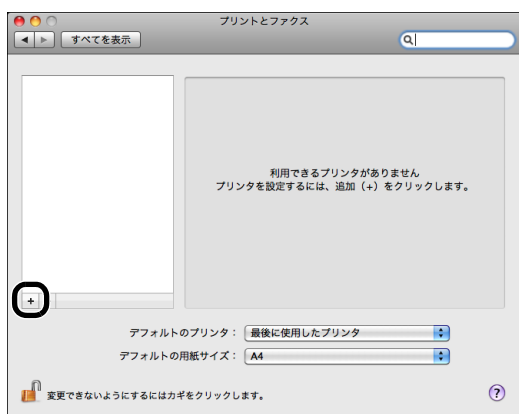 プリントとファクス
すべてを表示
利用できるプリンタがありません
プリンタを設定するには、追加（+）をクリックします。
+
デフォルトのプリンタ： 最後に使用したプリンタ
デフォルトの用紙サイズ： A4
変更できないようにするにはカギをクリックします。
?